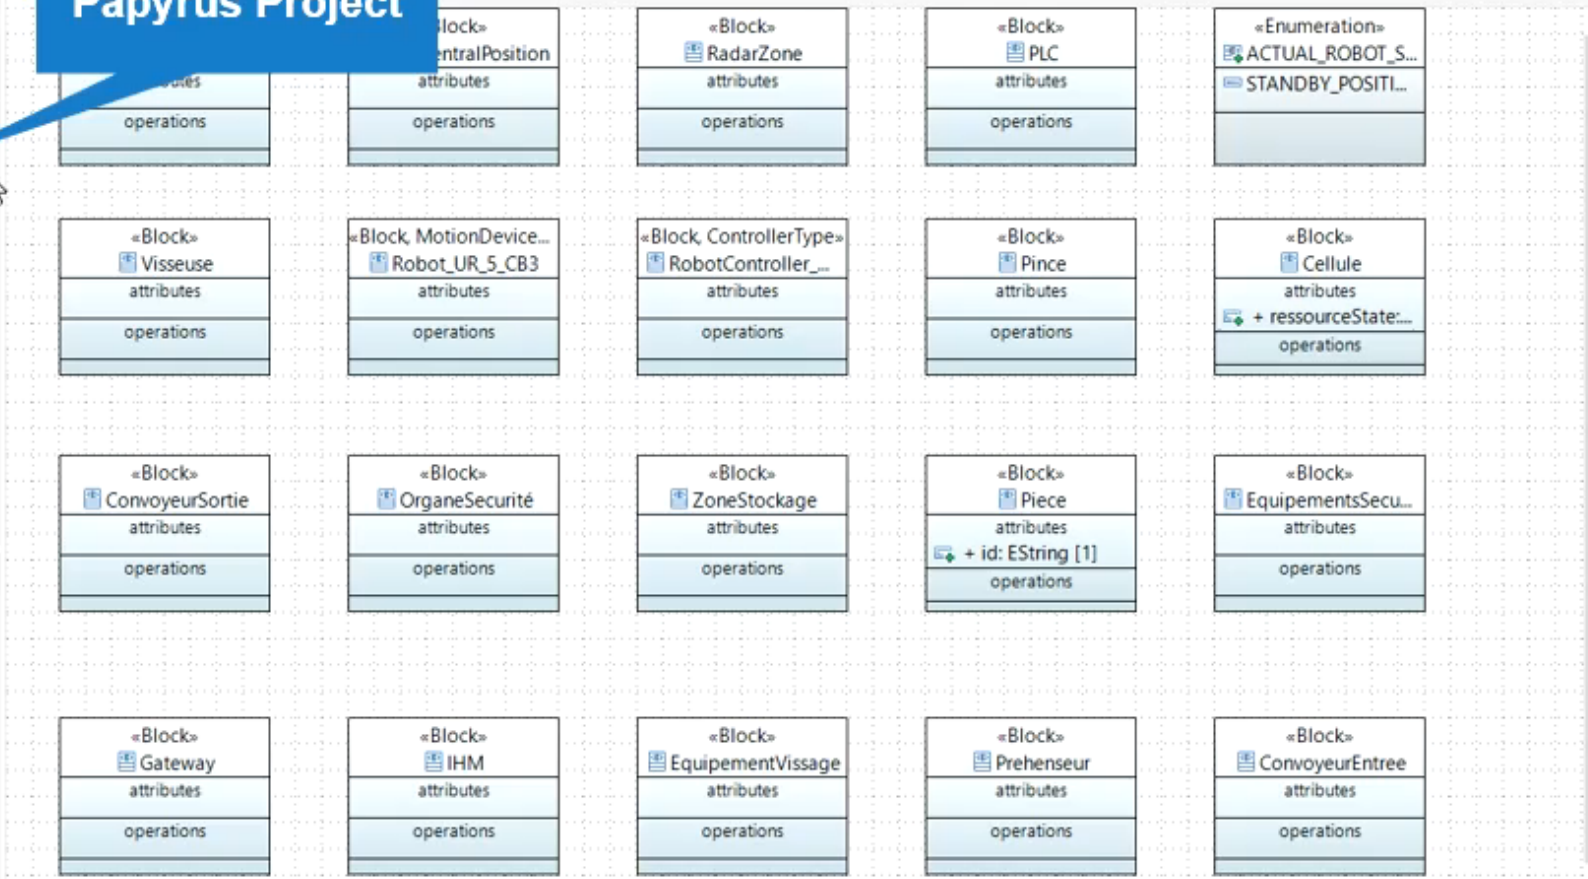 Papyrus Project
«Block»
«Block»
«Enumeration»
RadarZone
PLC
ACTUAL_ROBOT_S...
attributes
attributes
STANDBY_POSITI...
operations
operations
attributes
operations
operations
«Block»
Visseuse
attributes
operations
«Block, MotionDevice...
Robot_UR_5_CB3
attributes
operations
«Block, ControllerType»
RobotController_...
attributes
operations
«Block»
Pince
attributes
operations
«Block»
Cellule
attributes
+ ressourceState:...
operations
«Block»
ConvoyeurSortie
attributes
operations
«Block»
OrganeSecurité
attributes
operations
«Block»
ZoneStockage
attributes
operations
«Block»
Piece
attributes
+ id: EString [1]
operations
«Block»
EquipementsSecu...
attributes
operations
«Block»
Gateway
attributes
operations
«Block»
IHM
attributes
operations
«Block»
EquipementVissage
attributes
operations
«Block»
Prehenseur
attributes
operations
«Block»
ConvoyeurEntree
attributes
operations